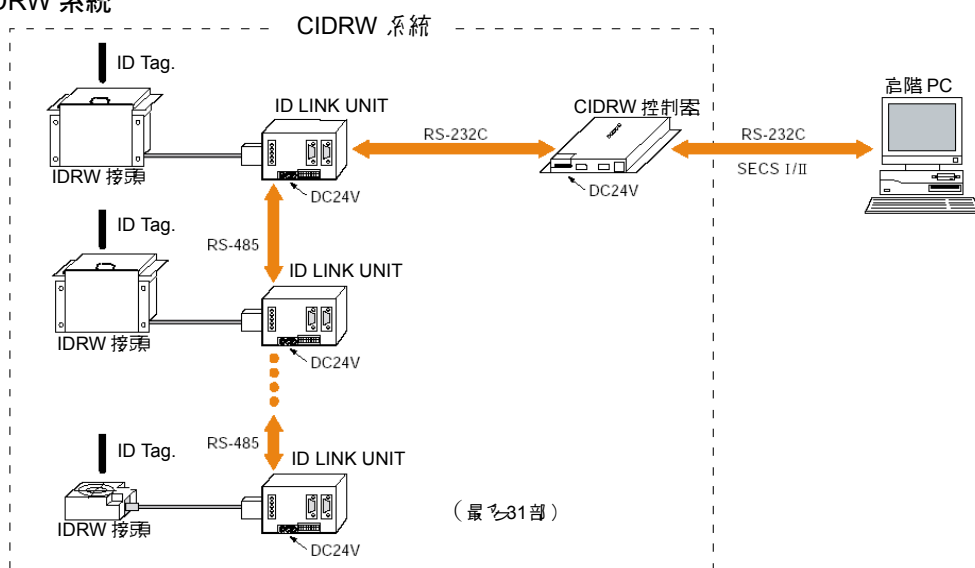 DRW 系統
CIDRW 系統
ID Tag.
ID LINK UNIT
CIDRW 控制器
高階 PC
RS-232C
RS-232C
SECS I/II
IDRW 接頭
DC24V
DC24V
ID Tag.
RS-485
ID LINK UNIT
IDRW 接頭
DC24V
ID Tag.
RS-485
ID LINK UNIT
(最多31部)
IDRW 接頭
DC24V